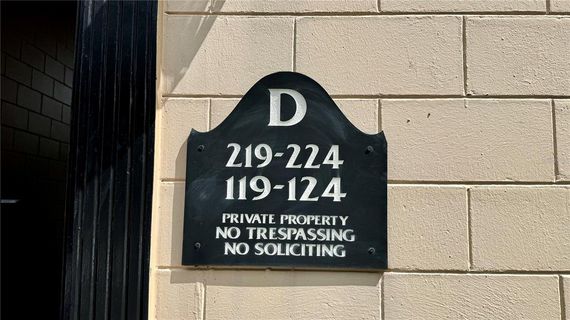 D
219-224
119-124
PRIVATE PROPERTY
NO TRESPASSING
NO SOLICITING